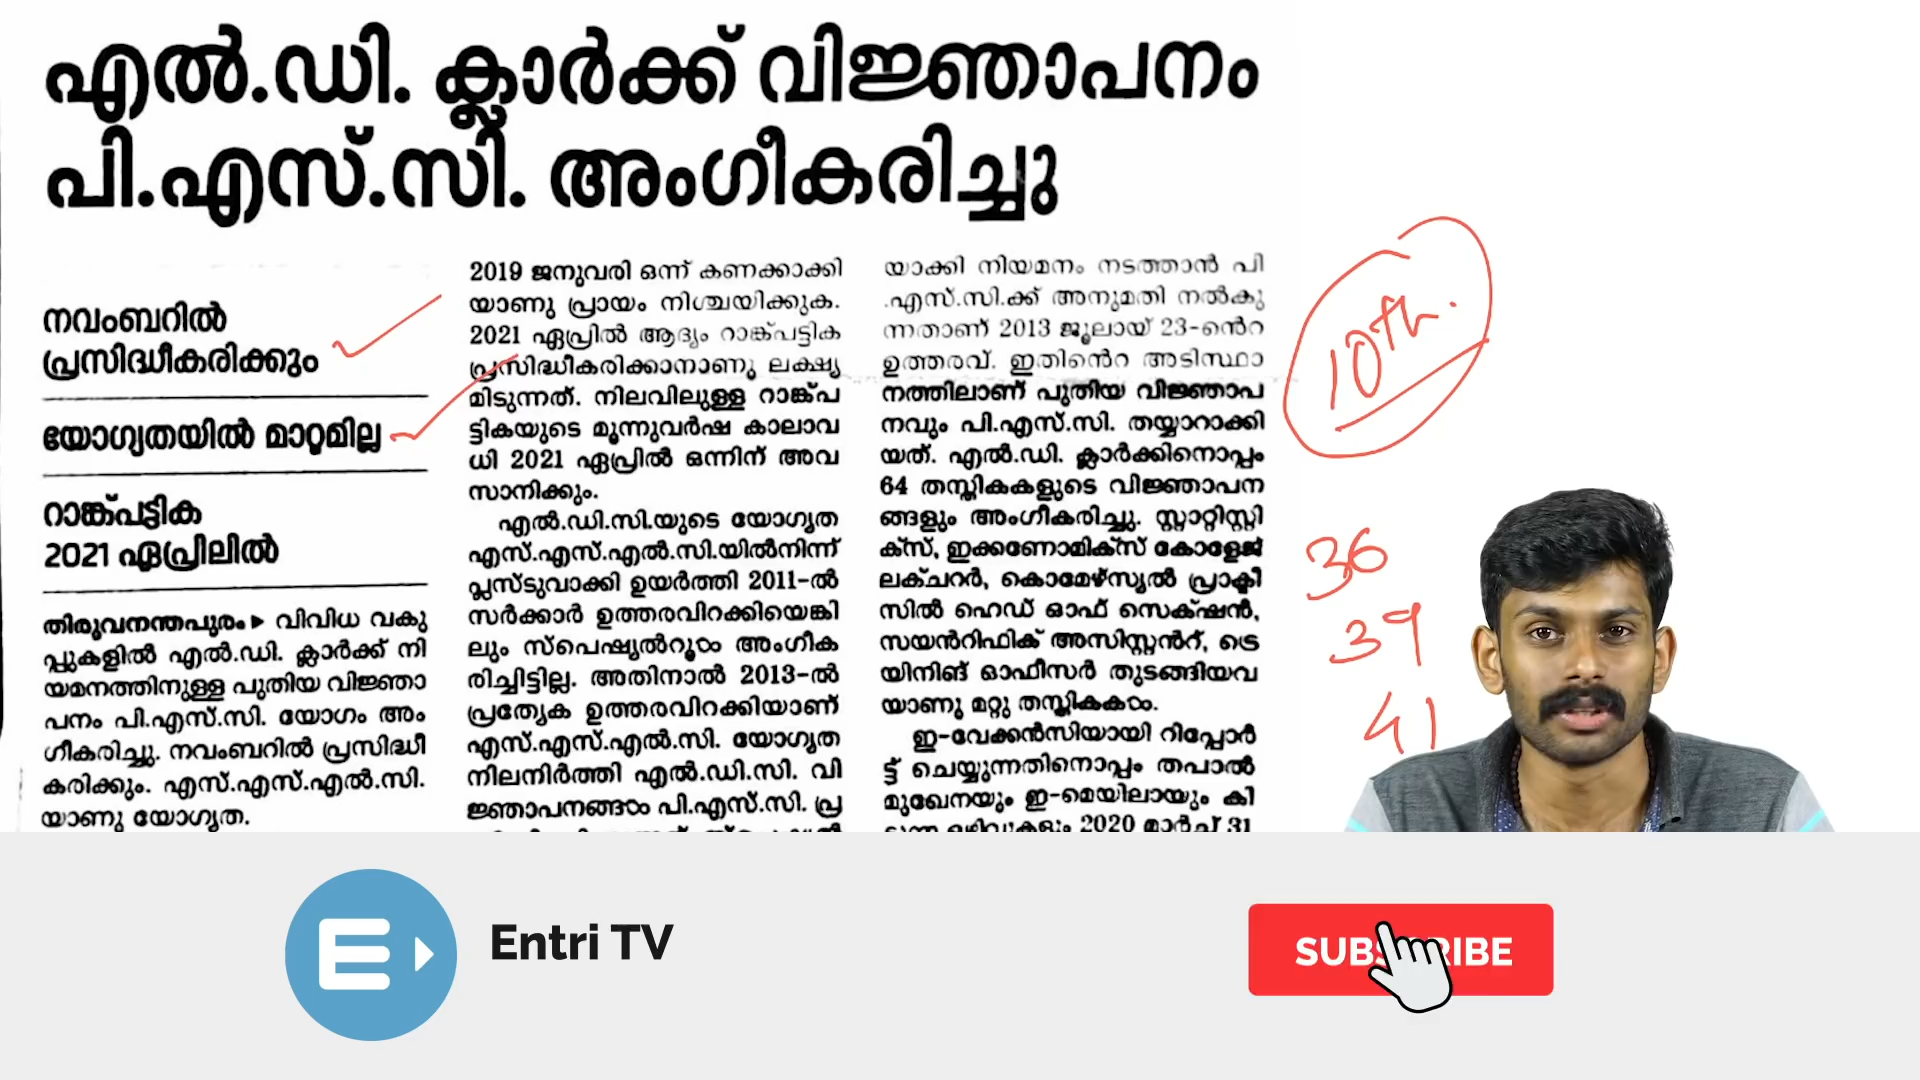 എൽ.ഡി. ക്ലാർക്ക് വിജ്ഞാപനം
പി.എസ്.സി. അംഗീകരിച്ചു
നവംബറിൽ
പ്രസിദ്ധീകരിക്കും
യോഗ്യതയിൽ മാറ്റമില്ല
റാങ്ക്പട്ടിക
2021 ഏപ്രിലിൽ
തിരുവനന്തപുരം ▸ വിവിധ വകു
പ്പുകളിൽ എൽ.ഡി. ക്ലാർക്ക് നി
യമനത്തിനുള്ള പുതിയ വിജ്ഞാ
പനം പി.എസ്.സി. യോഗം അം
ഗീകരിച്ചു. നവംബറിൽ പ്രസിദ്ധീ
കരിക്കും. എസ്.എസ്.എൽ.സി.
യാണു യോഗ്യത.
2019 ജനുവരി ഒന്ന് കണക്കാക്കി
യാണു പ്രായം നിശ്ചയിക്കുക.
2021 ഏപ്രിൽ ആദ്യം റാങ്ക്പട്ടിക
പ്രസിദ്ധീകരിക്കാനാണു ലക്ഷ്യ
മിടുന്നത്. നിലവിലുള്ള റാങ്ക്പ
ട്ടികയുടെ മൂന്നുവർഷ കാലാവ
ധി 2021 ഏപ്രിൽ ഒന്നിന് അവ
സാനിക്കും.
എൽ.ഡി.സി.യുടെ യോഗ്യത
എസ്.എസ്.എൽ.സി.യിൽനിന്ന്
പ്ലസ്ടുവാക്കി ഉയർത്തി 2011-ൽ
സർക്കാർ ഉത്തരവിറക്കിയെങ്കി
ലും സ്പെഷ്യൽറൂൾ അംഗീക
രിച്ചിട്ടില്ല. അതിനാൽ 2013-ൽ
പ്രത്യേക ഉത്തരവിറക്കിയാണ്
എസ്.എസ്.എൽ.സി. യോഗ്യത
നിലനിർത്തി എൽ.ഡി.സി. വി
ജ്ഞാപനങ്ങൾ പി.എസ്.സി. പ്ര
യാക്കി നിയമനം നടത്താൻ പി
.എസ്.സി.ക്ക് അനുമതി നൽകു
ന്നതാണ് 2013 ജൂലായ് 23-ന്റെ
ഉത്തരവ്. ഇതിന്റെ അടിസ്ഥാ
നത്തിലാണ് പുതിയ വിജ്ഞാപ
നവും പി.എസ്.സി. തയ്യാറാക്കി
യത്. എൽ.ഡി. ക്ലാർക്കിനൊപ്പം
64 തസ്തികകളുടെ വിജ്ഞാപന
ങ്ങളും അംഗീകരിച്ചു. സ്റ്റാറ്റിസ്റ്റി
ക്സ്, ഇക്കണോമിക്സ് കോളേജ്
ലക്ചറർ, കൊമേഴ്സ്യൽ പ്രാക്ടീ
സിൽ ഹെഡ് ഓഫ് സെക്‌ഷൻ,
സയന്റിഫിക് അസിസ്റ്റന്റ്, ട്രെ
യിനിങ് ഓഫീസർ തുടങ്ങിയവ
യാണു മറ്റു തസ്തികകൾ.
ഇ-വേക്കൻസിയായി റിപ്പോർ
ട്ട് ചെയ്യുന്നതിനൊപ്പം തപാൽ
മുഖേനയും ഇ-മെയിലായും കി
ട്ടുന്ന ഒഴിവുകളും 2020 മാർച്ച് 31
10th.
36
39
41
Entri TV
SUBSCRIBE